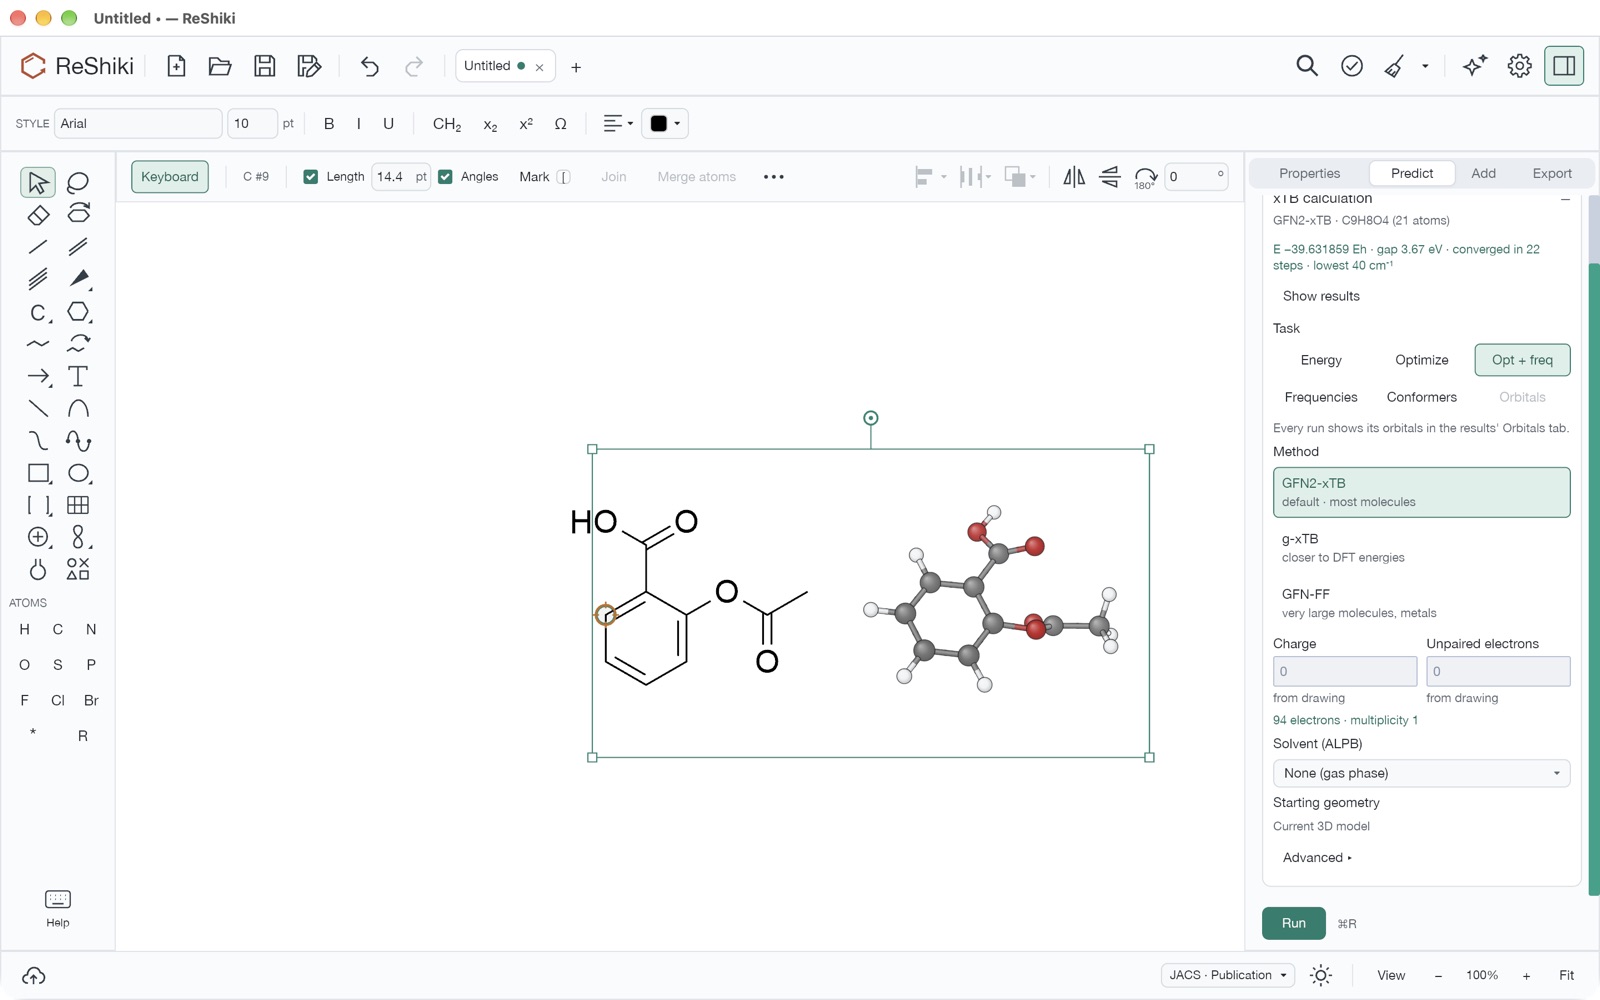 Untitled • — ReShiki
ReShiki
Untitled
STYLE Arial 10 pt B I U CH₂ x₂ x² Ω
Keyboard C #9 Length 14.4 pt Angles Mark [ Join Merge atoms 180° 0 °
Properties Predict Add Export
xTB calculation
GFN2-xTB · C9H8O4 (21 atoms)
E −39.631859 Eh · gap 3.67 eV · converged in 22
steps · lowest 40 cm⁻¹
Show results
Task
Energy Optimize Opt + freq
Frequencies Conformers Orbitals
Every run shows its orbitals in the results' Orbitals tab.
Method
GFN2-xTB
default · most molecules
g-xTB
closer to DFT energies
GFN-FF
very large molecules, metals
Charge Unpaired electrons
0 0
from drawing from drawing
94 electrons · multiplicity 1
Solvent (ALPB)
None (gas phase)
Starting geometry
Current 3D model
Advanced
Run ⌘R
C
T
ATOMS
H C N
O S P
F Cl Br
* R
Help
HO O
O
O
JACS · Publication View − 100% + Fit